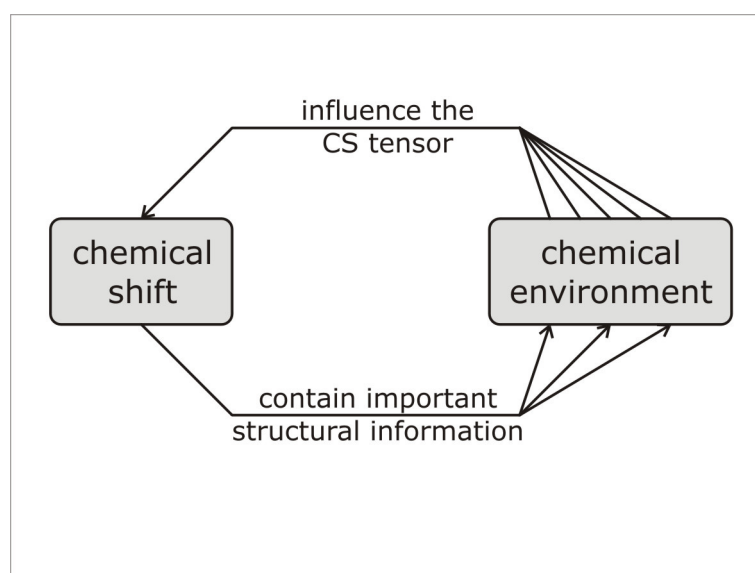 influence the
CS tensor
chemical
shift
chemical
environment
contain important
structural information